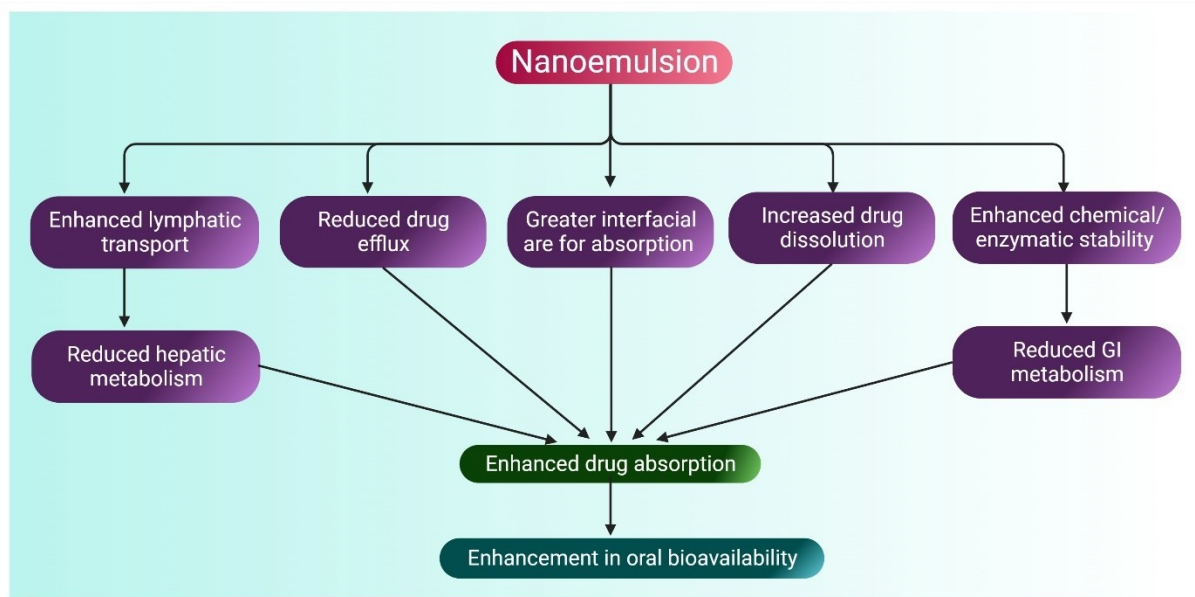 Nanoemulsion
Enhanced lymphatic
transport
Reduced drug
efflux
Greater interfacial
are for absorption
Increased drug
dissolution
Enhanced chemical/
enzymatic stability
Reduced hepatic
metabolism
Reduced GI
metabolism
Enhanced drug absorption
Enhancement in oral bioavailability